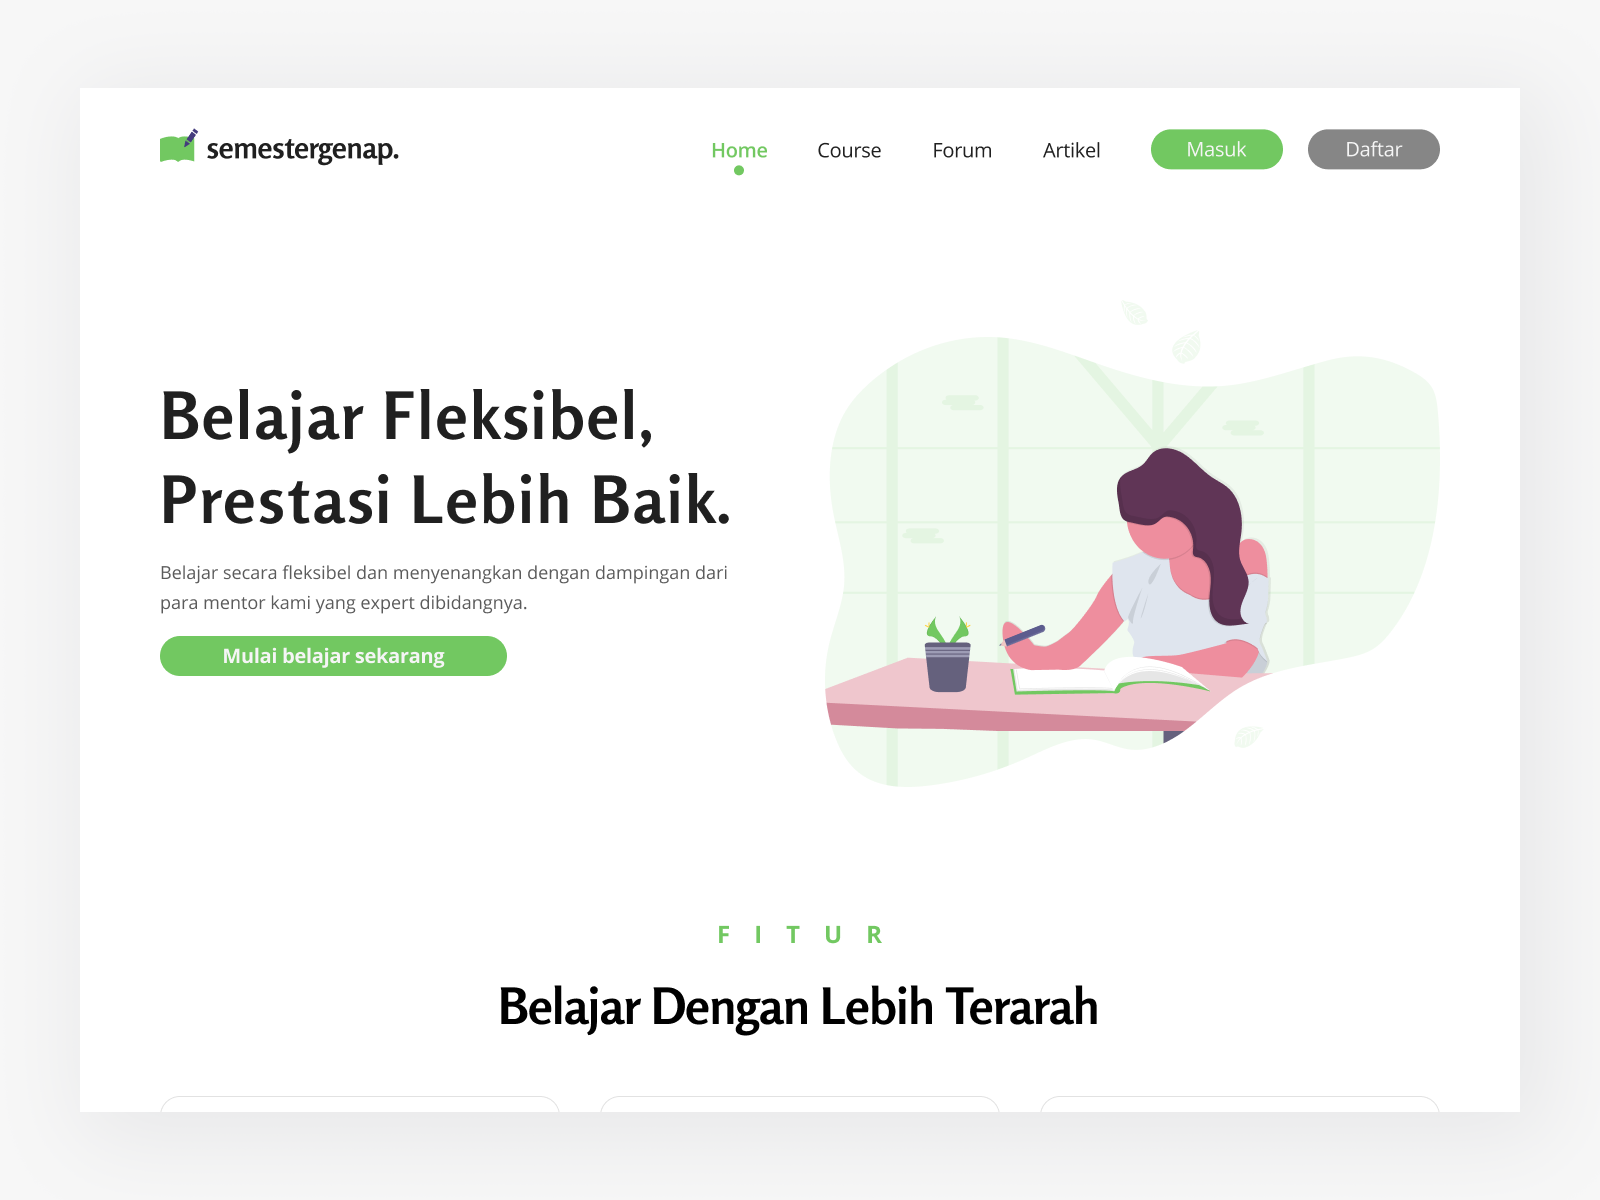 semestergenap.
Home Course Forum Artikel Masuk Daftar
Belajar Fleksibel,
Prestasi Lebih Baik.
Belajar secara fleksibel dan menyenangkan dengan dampingan dari
para mentor kami yang expert dibidangnya.
Mulai belajar sekarang
F I T U R
Belajar Dengan Lebih Terarah